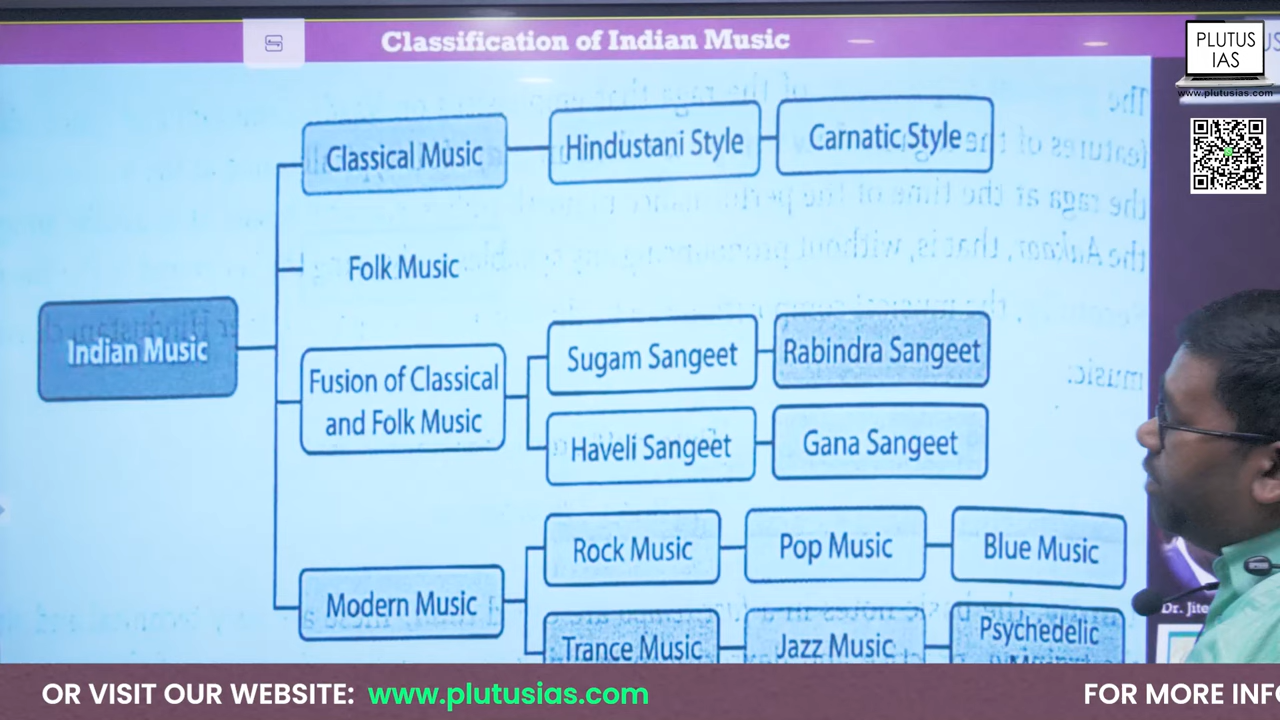 Classification of Indian Music
PLUTUS
IAS
www.plutusias.com
Classical Music
Hindustani Style
Carnatic Style
Folk Music
Indian Music
Fusion of Classical
and Folk Music
Sugam Sangeet
Rabindra Sangeet
Haveli Sangeet
Gana Sangeet
Modern Music
Rock Music
Pop Music
Blue Music
Trance Music
Jazz Music
Psychedelic
Dr. Jite
OR VISIT OUR WEBSITE: www.plutusias.com
FOR MORE INFO